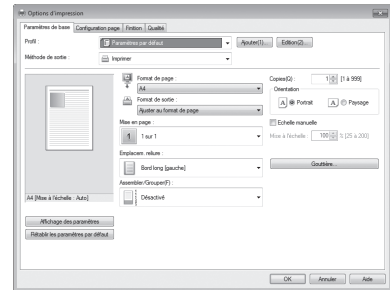 Options d'impression
Paramètres de base Configuration page Finition Qualité
Profil : Paramètres par défaut Ajouter(1)... Edition(2)...
Méthode de sortie : Imprimer
Format de page :
A4
Format de sortie :
Ajuster au format de page
Mise en page :
1 1 sur 1
Emplacem. reliure :
Bord long [gauche]
Assembler/Grouper(F) :
Désactivé
Copies(Q) : 1 [1 à 999]
Orientation
A Portrait A Paysage
Echelle manuelle
Mise à l'échelle : 100 % [25 à 200]
Gouttière...
A4 [Mise à l'échelle : Auto]
Affichage des paramètres
Rétablir les paramètres par défaut
OK Annuler Aide